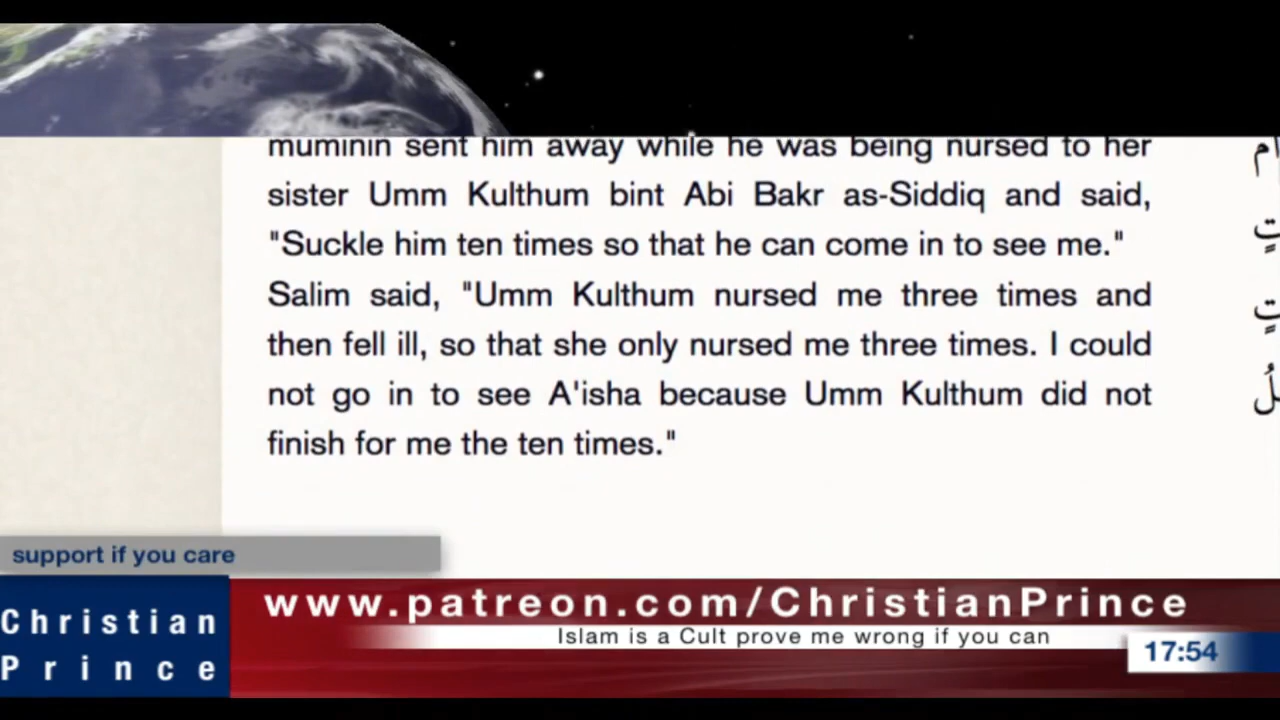 muminin sent him away while he was being nursed to her
sister Umm Kulthum bint Abi Bakr as-Siddiq and said,
"Suckle him ten times so that he can come in to see me."
Salim said, "Umm Kulthum nursed me three times and
then fell ill, so that she only nursed me three times. I could
not go in to see A'isha because Umm Kulthum did not
finish for me the ten times."
support if you care
Christian
Prince
www.patreon.com/ChristianPrince
Islam is a Cult prove me wrong if you can
17:54